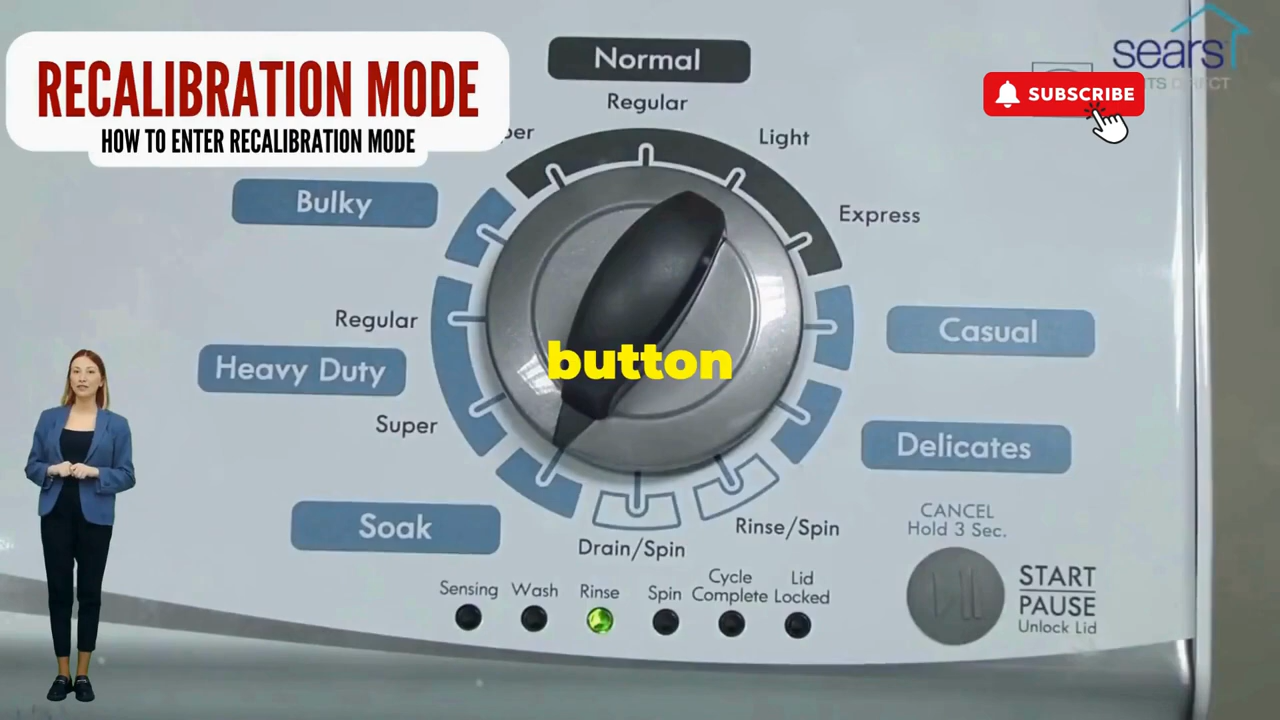 RECALIBRATION MODE
HOW TO ENTER RECALIBRATION MODE
sears
SUBSCRIBE
Normal
Regular
Light
Express
Bulky
Regular
Heavy Duty
Super
button
Casual
Delicates
Soak
Drain/Spin
Rinse/Spin
CANCEL
Hold 3 Sec.
START
PAUSE
Unlock Lid
Sensing
Wash
Rinse
Spin
Cycle
Complete
Lid
Locked